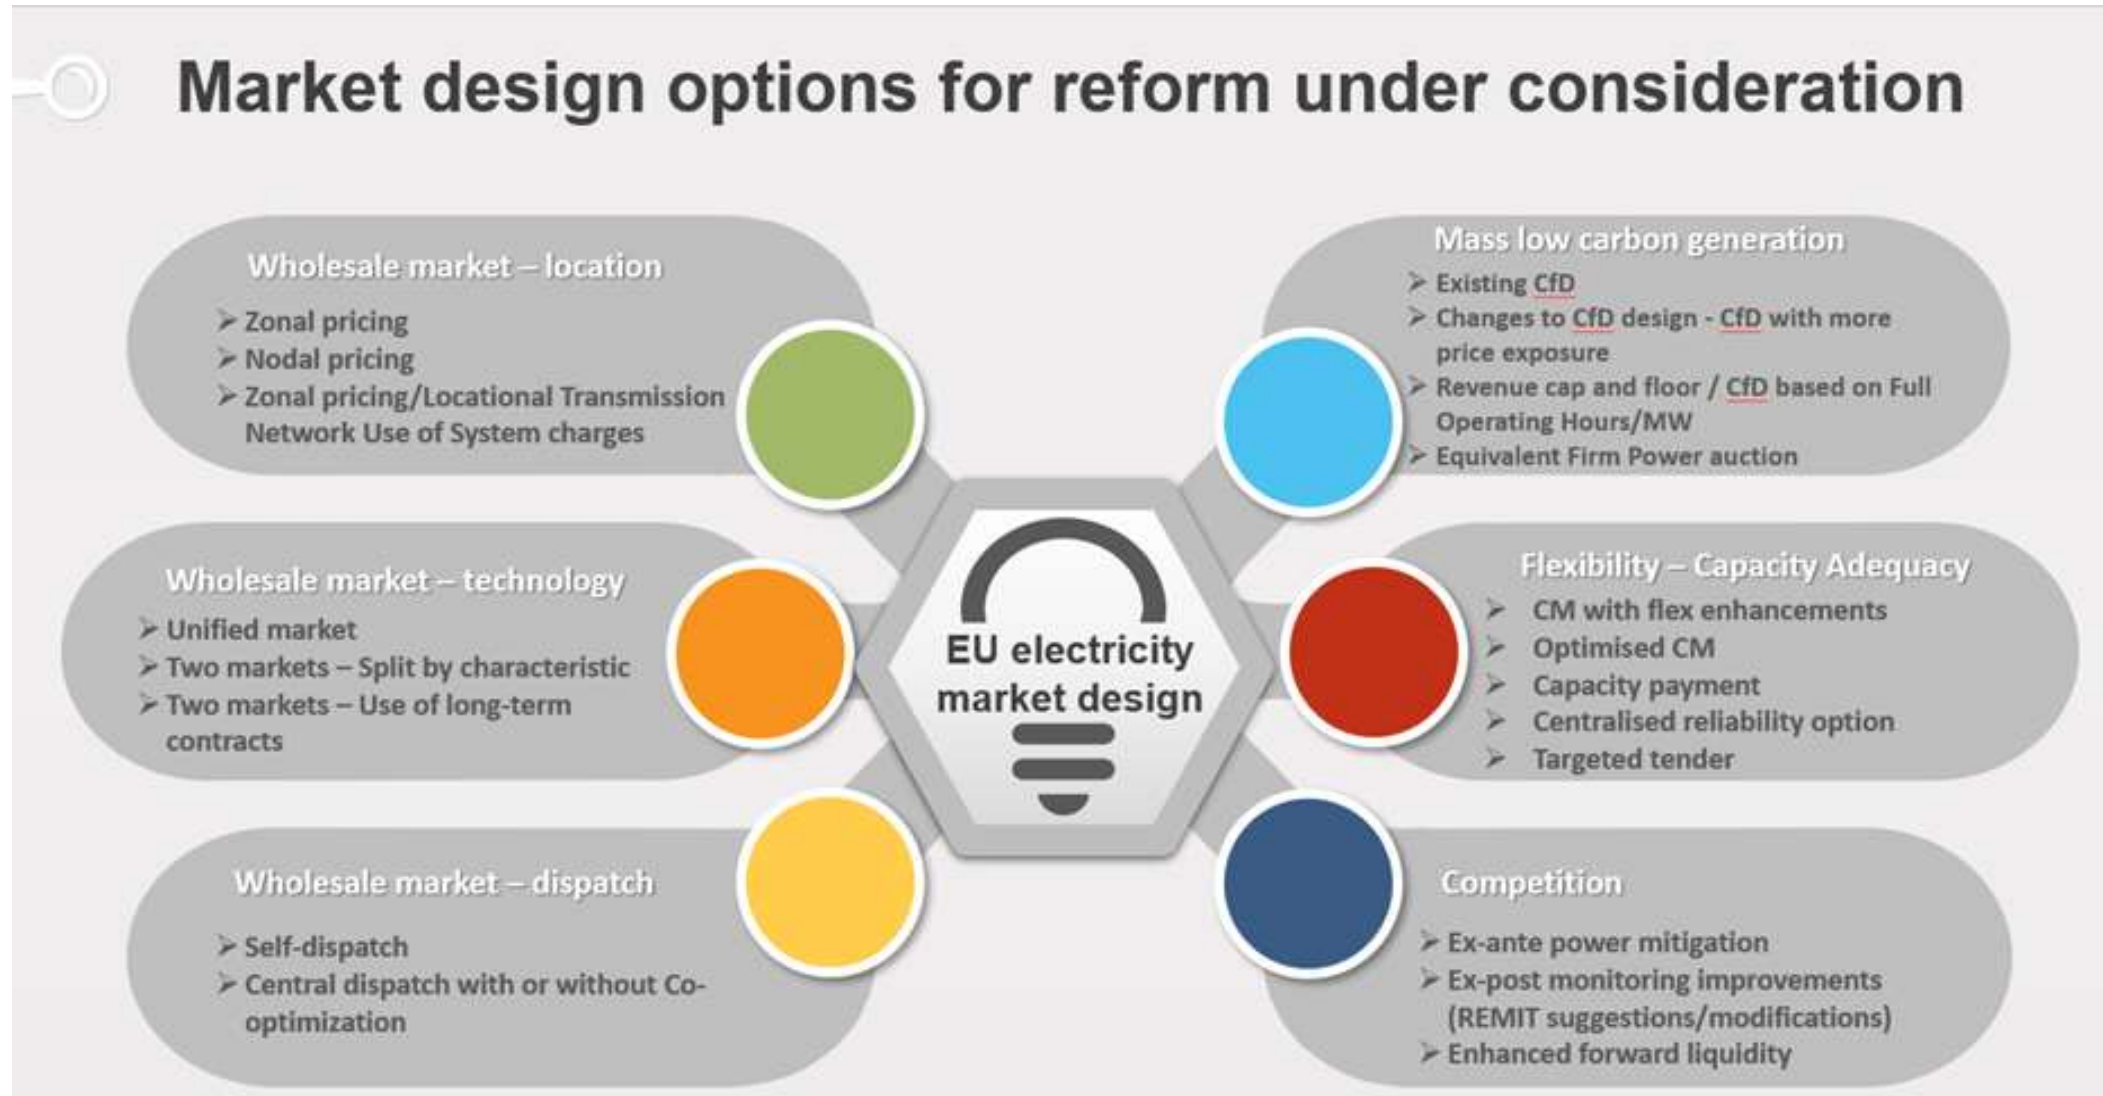 Market design options for reform under consideration
Wholesale market – location
➢ Zonal pricing
➢ Nodal pricing
➢ Zonal pricing/Locational Transmission
Network Use of System charges
Wholesale market – technology
➢ Unified market
➢ Two markets – Split by characteristic
➢ Two markets – Use of long-term
contracts
Wholesale market – dispatch
➢ Self-dispatch
➢ Central dispatch with or without Co-
optimization
EU electricity
market design
Mass low carbon generation
➢ Existing CfD
➢ Changes to CfD design - CfD with more
price exposure
➢ Revenue cap and floor / CfD based on Full
Operating Hours/MW
➢ Equivalent Firm Power auction
Flexibility – Capacity Adequacy
➢ CM with flex enhancements
➢ Optimised CM
➢ Capacity payment
➢ Centralised reliability option
➢ Targeted tender
Competition
➢ Ex-ante power mitigation
➢ Ex-post monitoring improvements
(REMIT suggestions/modifications)
➢ Enhanced forward liquidity